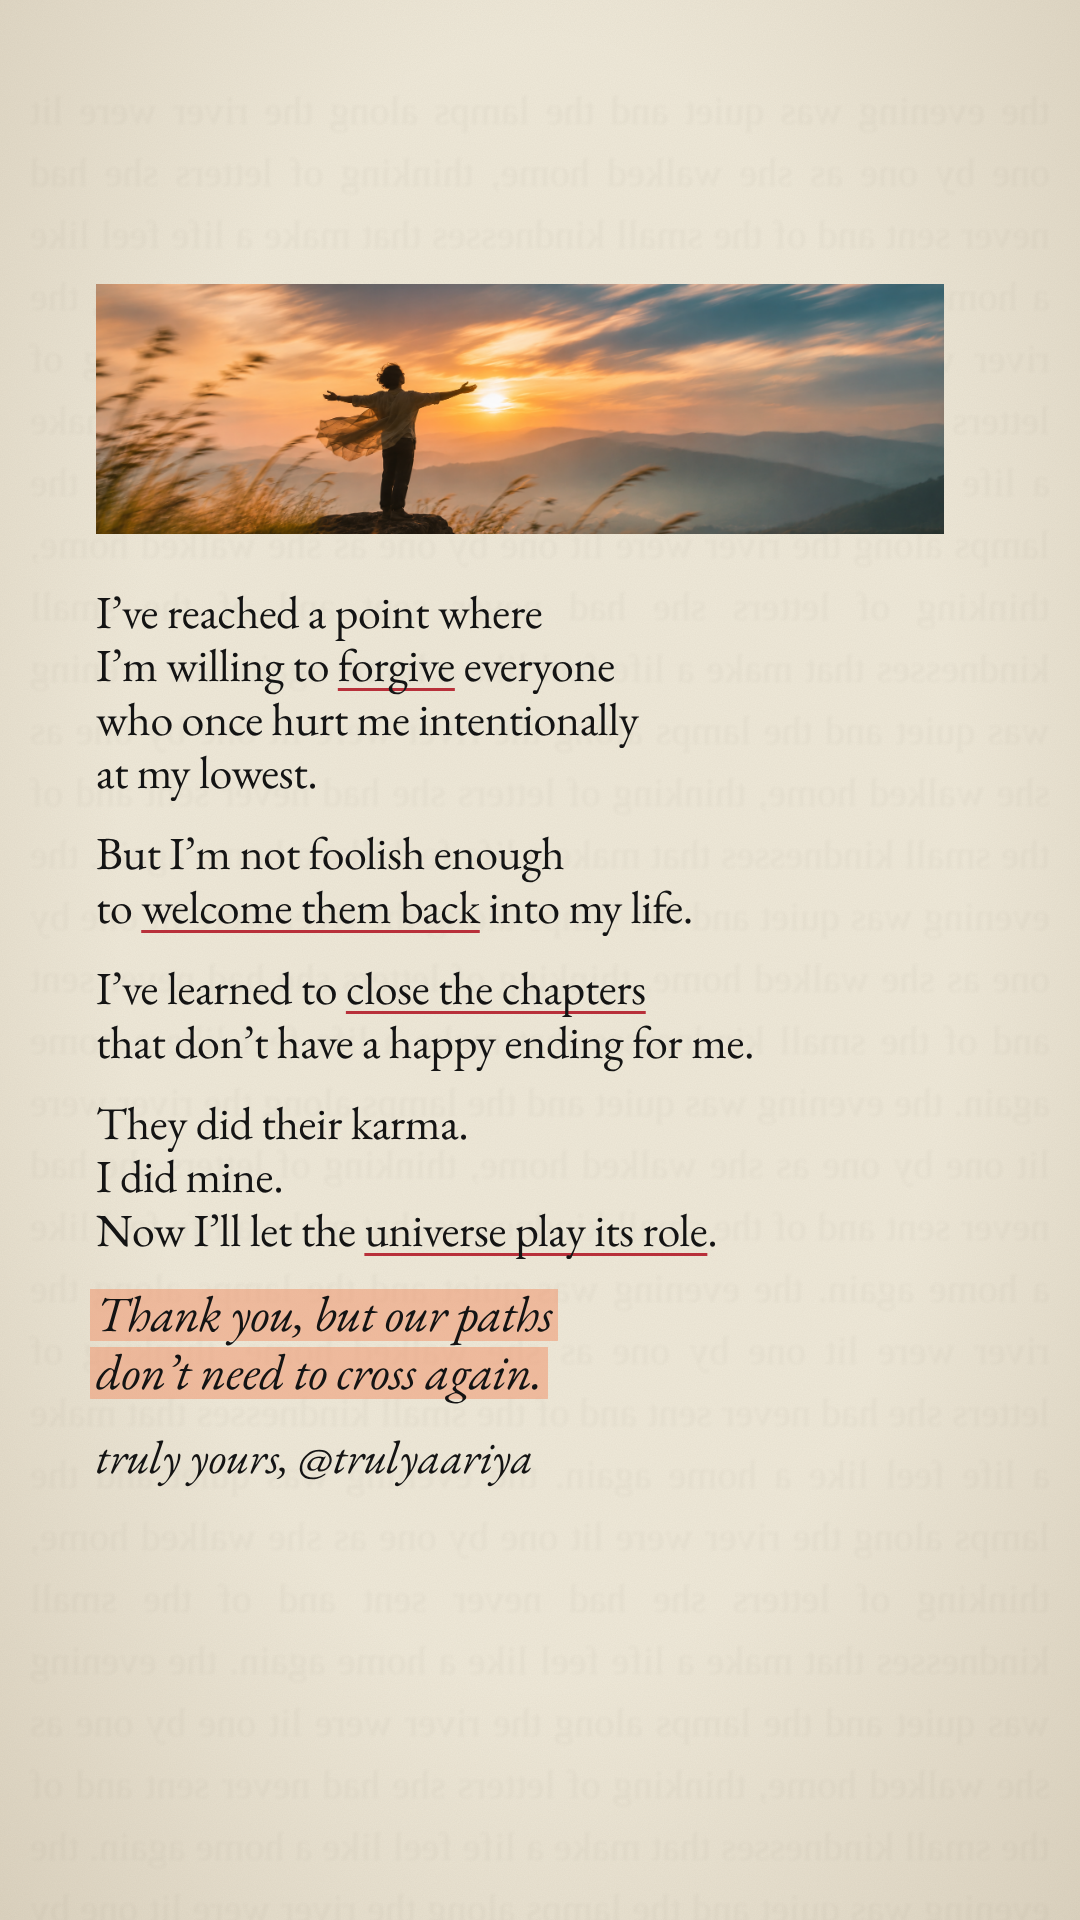 I’ve reached a point where
I’m willing to forgive everyone
who once hurt me intentionally
at my lowest.
But I’m not foolish enough
to welcome them back into my life.
I’ve learned to close the chapters
that don’t have a happy ending for me.
They did their karma.
I did mine.
Now I’ll let the universe play its role.
Thank you, but our paths
don’t need to cross again.
truly yours, @trulyaariya